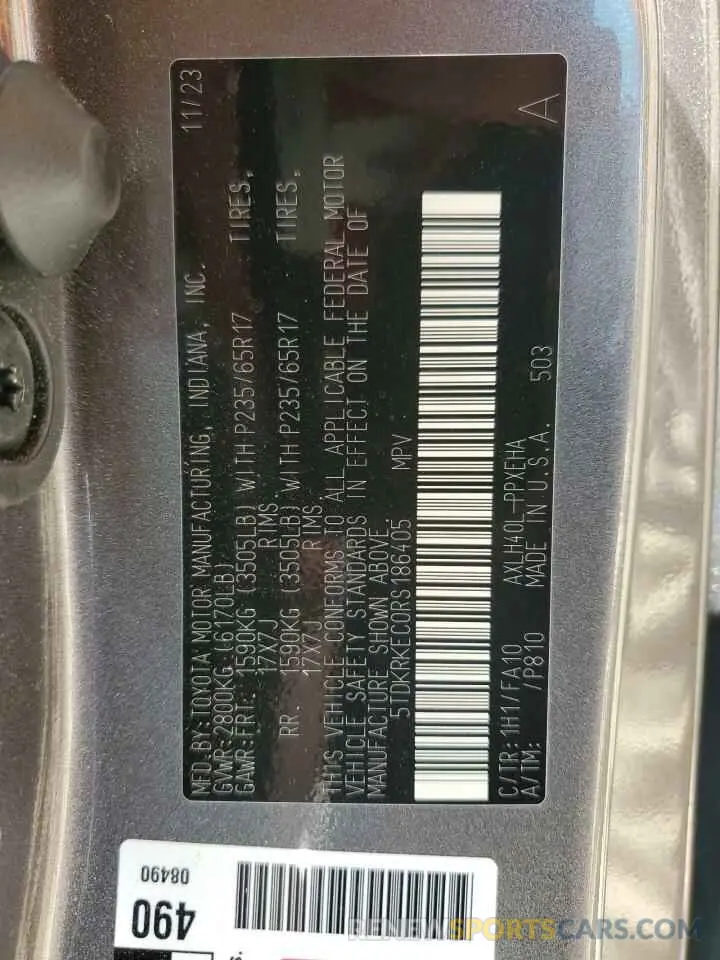 MFD.BY:TOYOTA MOTOR MANUFACTURING, INDIANA, INC. 11/23
GVWR:2800KG (6170LB)
GAWR:FRT. 1590KG (3505LB) WITH P235/65R17 TIRES,
17X7J RIMS
RR. 1590KG (3505LB) WITH P235/65R17 TIRES,
17X7J RIMS
THIS VEHICLE CONFORMS TO ALL APPLICABLE FEDERAL MOTOR
VEHICLE SAFETY STANDARDS IN EFFECT ON THE DATE OF
MANUFACTURE SHOWN ABOVE
5TDKRKEC0RS186405 MPV
C/TR:1H1/FA10 AXLH40L-PPXEHA
A/TM: /P810 MADE IN U.S.A. 503 A
490
08490
RENEWSPORTSCARS.COM